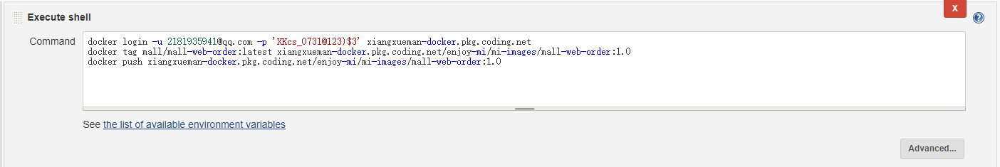 X
Execute shell
Command
docker login -u 2181935941@qq.com -p 'XKcs_0731@123)$3' xiangxueman-docker.pkg.coding.net
docker tag mall/mall-web-order:latest xiangxueman-docker.pkg.coding.net/enjoy-mi/mi-images/mall-web-order:1.0
docker push xiangxueman-docker.pkg.coding.net/enjoy-mi/mi-images/mall-web-order:1.0
See the list of available environment variables
Advanced...